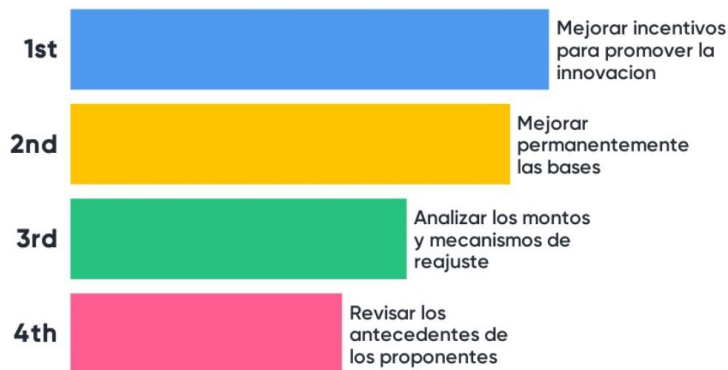 1st
Mejorar incentivos
para promover la
innovacion
2nd
Mejorar
permanentemente
las bases
3rd
Analizar los montos
y mecanismos de
reajuste
4th
Revisar los
antecedentes de
los proponentes